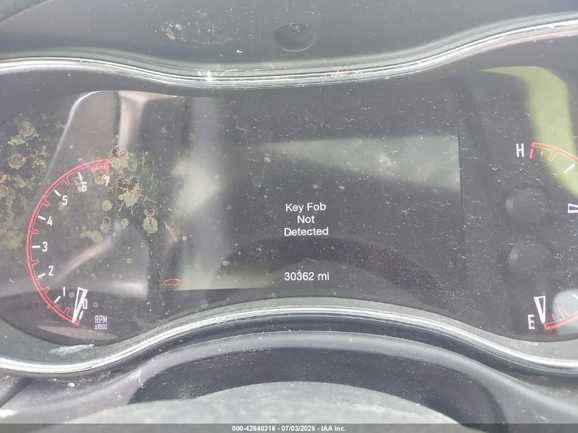 H
7
6
5
4
3
2
1
0
RPM
x1000
Key Fob
Not
Detected
30362 mi
E
000-42640218 - 07/03/2025 - IAA Inc.